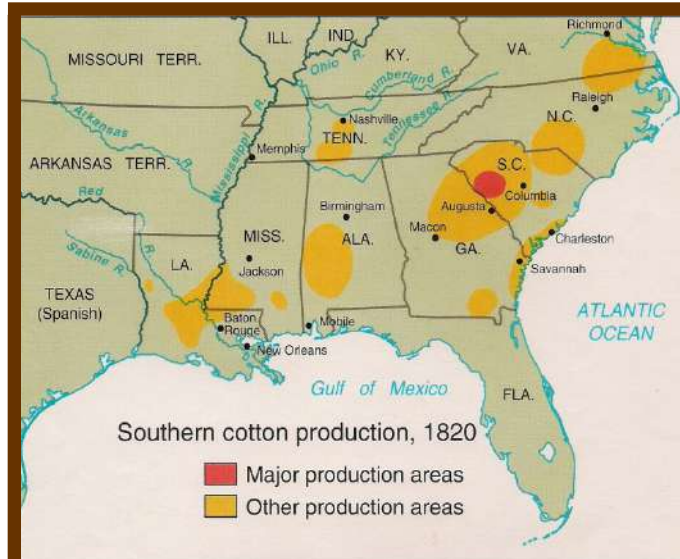 Richmond
ILL.
IND.
MISSOURI TERR.
KY.
VA.
Ohio R.
Cumberland R.
Raleigh
Arkansas R.
Nashville
Tennessee R.
N.C.
TENN.
Mississippi R.
Memphis
ARKANSAS TERR.
S.C.
Red R.
Columbia
Birmingham
Augusta
Macon
MISS.
ALA.
Charleston
LA.
GA.
Sabine R.
Jackson
Savannah
TEXAS
(Spanish)
Baton
Rouge
Mobile
ATLANTIC
OCEAN
New Orleans
Gulf of Mexico
FLA.
Southern cotton production, 1820
Major production areas
Other production areas